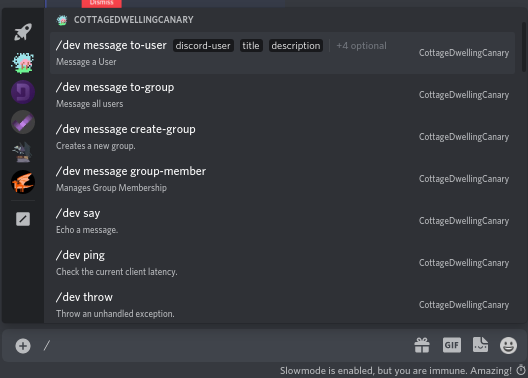 Dismiss
COTTAGEDWELLINGCANARY
/dev message to-user discord-user title description +4 optional
Message a User
CottageDwellingCanary
/dev message to-group
Message all users
CottageDwellingCanary
/dev message create-group
Creates a new group.
CottageDwellingCanary
/dev message group-member
Manages Group Membership
CottageDwellingCanary
/dev say
Echo a message.
CottageDwellingCanary
/dev ping
Check the current client latency.
CottageDwellingCanary
/dev throw
Throw an unhandled exception.
CottageDwellingCanary
/
GIF
Slowmode is enabled, but you are immune. Amazing!